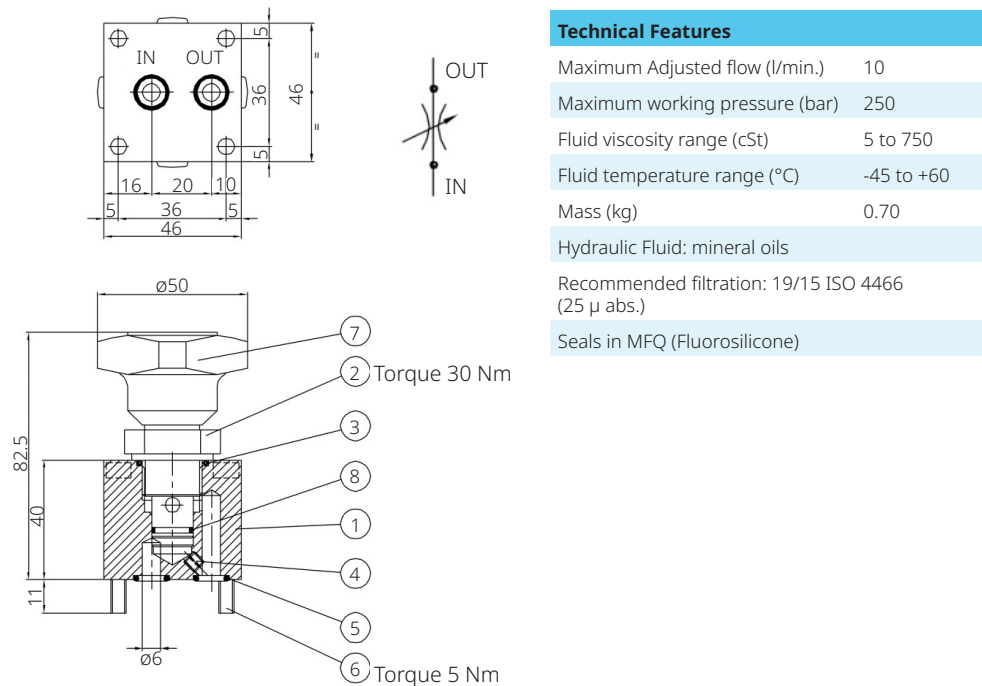 IN OUT
5
36
46
=
=
5
16 20 10
5 36 5
46
OUT
IN
ø50
82.5
40
11
ø6
7
2 Torque 30 Nm
3
8
1
4
5
6 Torque 5 Nm
Technical Features
Maximum Adjusted flow (l/min.) 10
Maximum working pressure (bar) 250
Fluid viscosity range (cSt) 5 to 750
Fluid temperature range (°C) -45 to +60
Mass (kg) 0.70
Hydraulic Fluid: mineral oils
Recommended filtration: 19/15 ISO 4466
(25 µ abs.)
Seals in MFQ (Fluorosilicone)